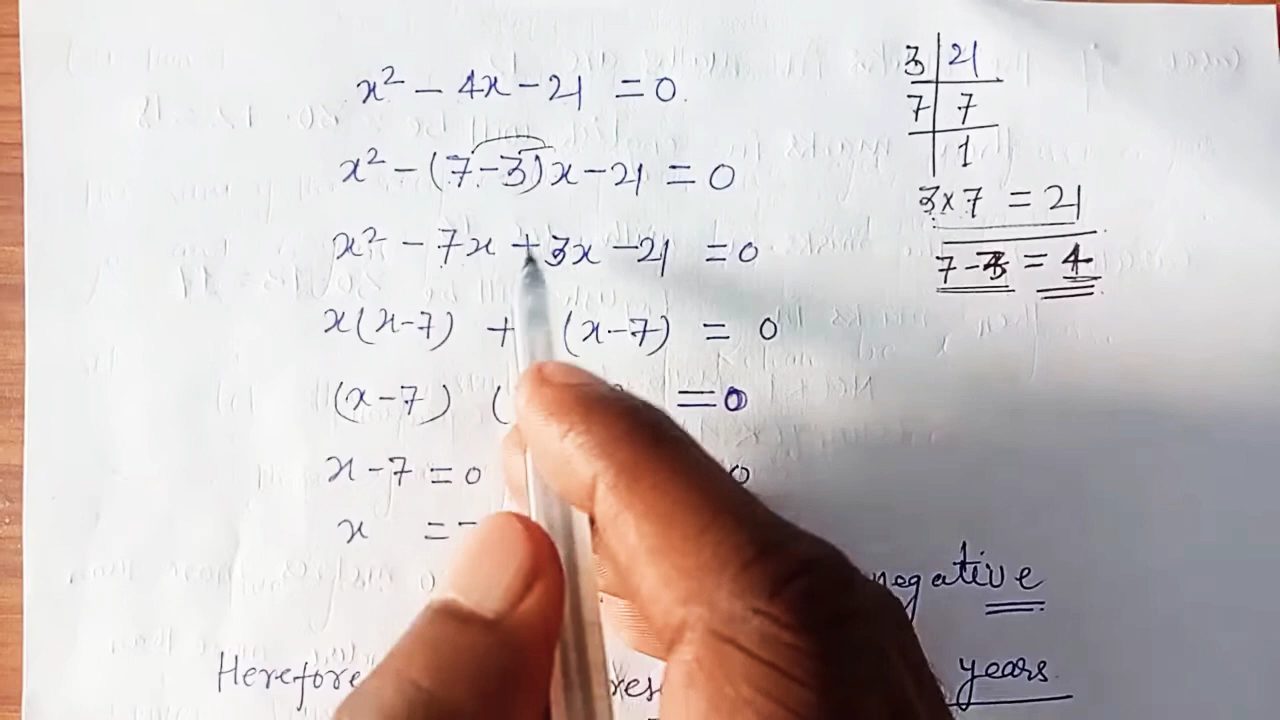 x² - 4x - 21 = 0
x² - (7-3)x - 21 = 0
x² - 7x + 3x - 21 = 0
x(x-7) + (x-7) = 0
(x-7) ( = 0
x - 7 = 0 0
x =
negative
Herefore years
3 | 21
7 | 7
1
3 × 7 = 21
7 - 3 = 4